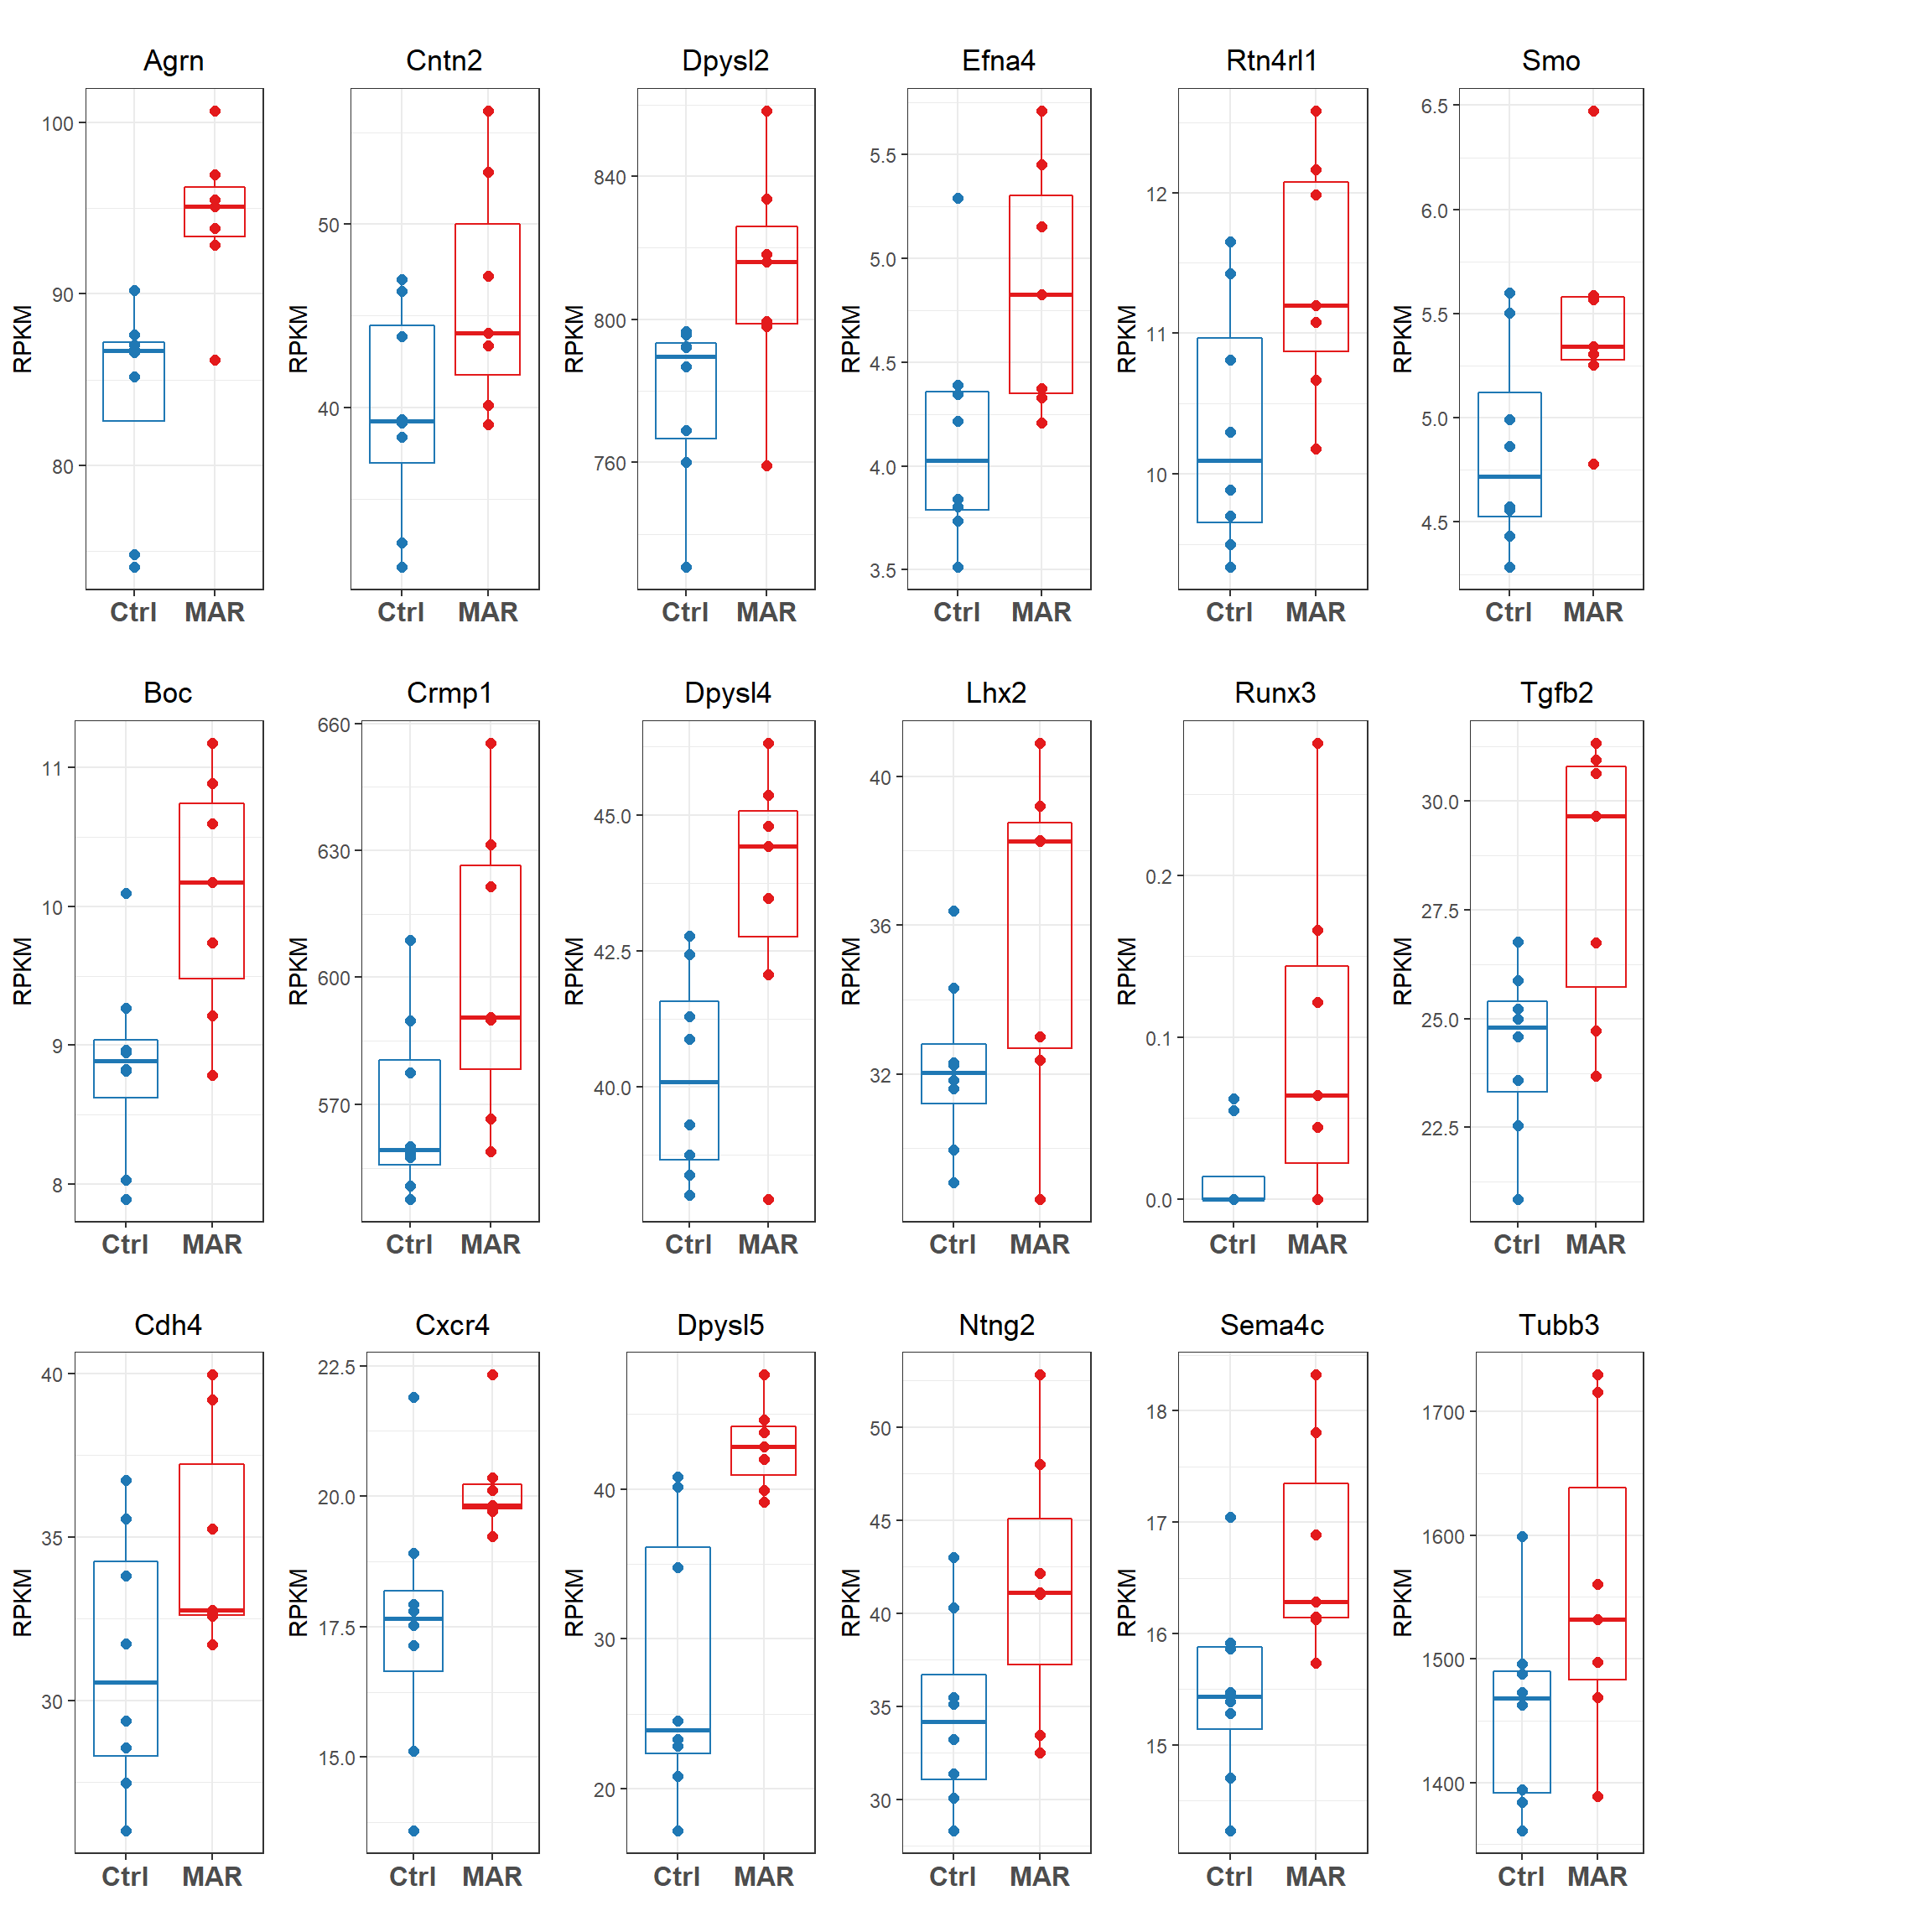 Agrn
Cntn2
Dpysl2
Efna4
Rtn4rl1
Smo
RPKM
100
90
80
Ctrl MAR
RPKM
50
40
Ctrl MAR
RPKM
840
800
760
Ctrl MAR
RPKM
5.5
5.0
4.5
4.0
3.5
Ctrl MAR
RPKM
12
11
10
Ctrl MAR
RPKM
6.5
6.0
5.5
5.0
4.5
Ctrl MAR
Boc
Crmp1
Dpysl4
Lhx2
Runx3
Tgfb2
RPKM
11
10
9
8
Ctrl MAR
RPKM
660
630
600
570
Ctrl MAR
RPKM
45.0
42.5
40.0
Ctrl MAR
RPKM
40
36
32
Ctrl MAR
RPKM
0.2
0.1
0.0
Ctrl MAR
RPKM
30.0
27.5
25.0
22.5
Ctrl MAR
Cdh4
Cxcr4
Dpysl5
Ntng2
Sema4c
Tubb3
RPKM
40
35
30
Ctrl MAR
RPKM
22.5
20.0
17.5
15.0
Ctrl MAR
RPKM
40
30
20
Ctrl MAR
RPKM
50
45
40
35
30
Ctrl MAR
RPKM
18
17
16
15
Ctrl MAR
RPKM
1700
1600
1500
1400
Ctrl MAR